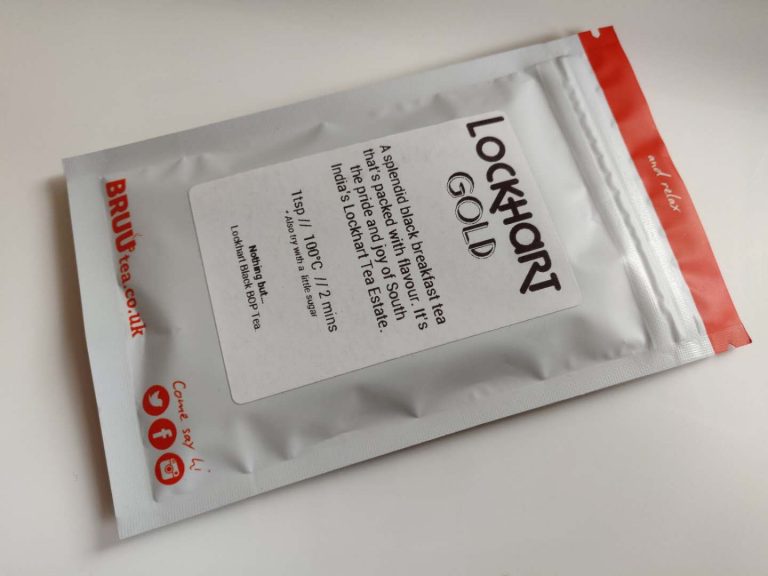 and relax
LOCKHART
GOLD
A splendid black breakfast tea
that's packed with flavour. It's
the pride and joy of South
India's Lockhart Tea Estate.
1tsp // 100°C // 2 mins
* Also try with a little sugar
Nothing but...
Lockhart Black BOP Tea.
BRUU tea.co.uk
Come say hi